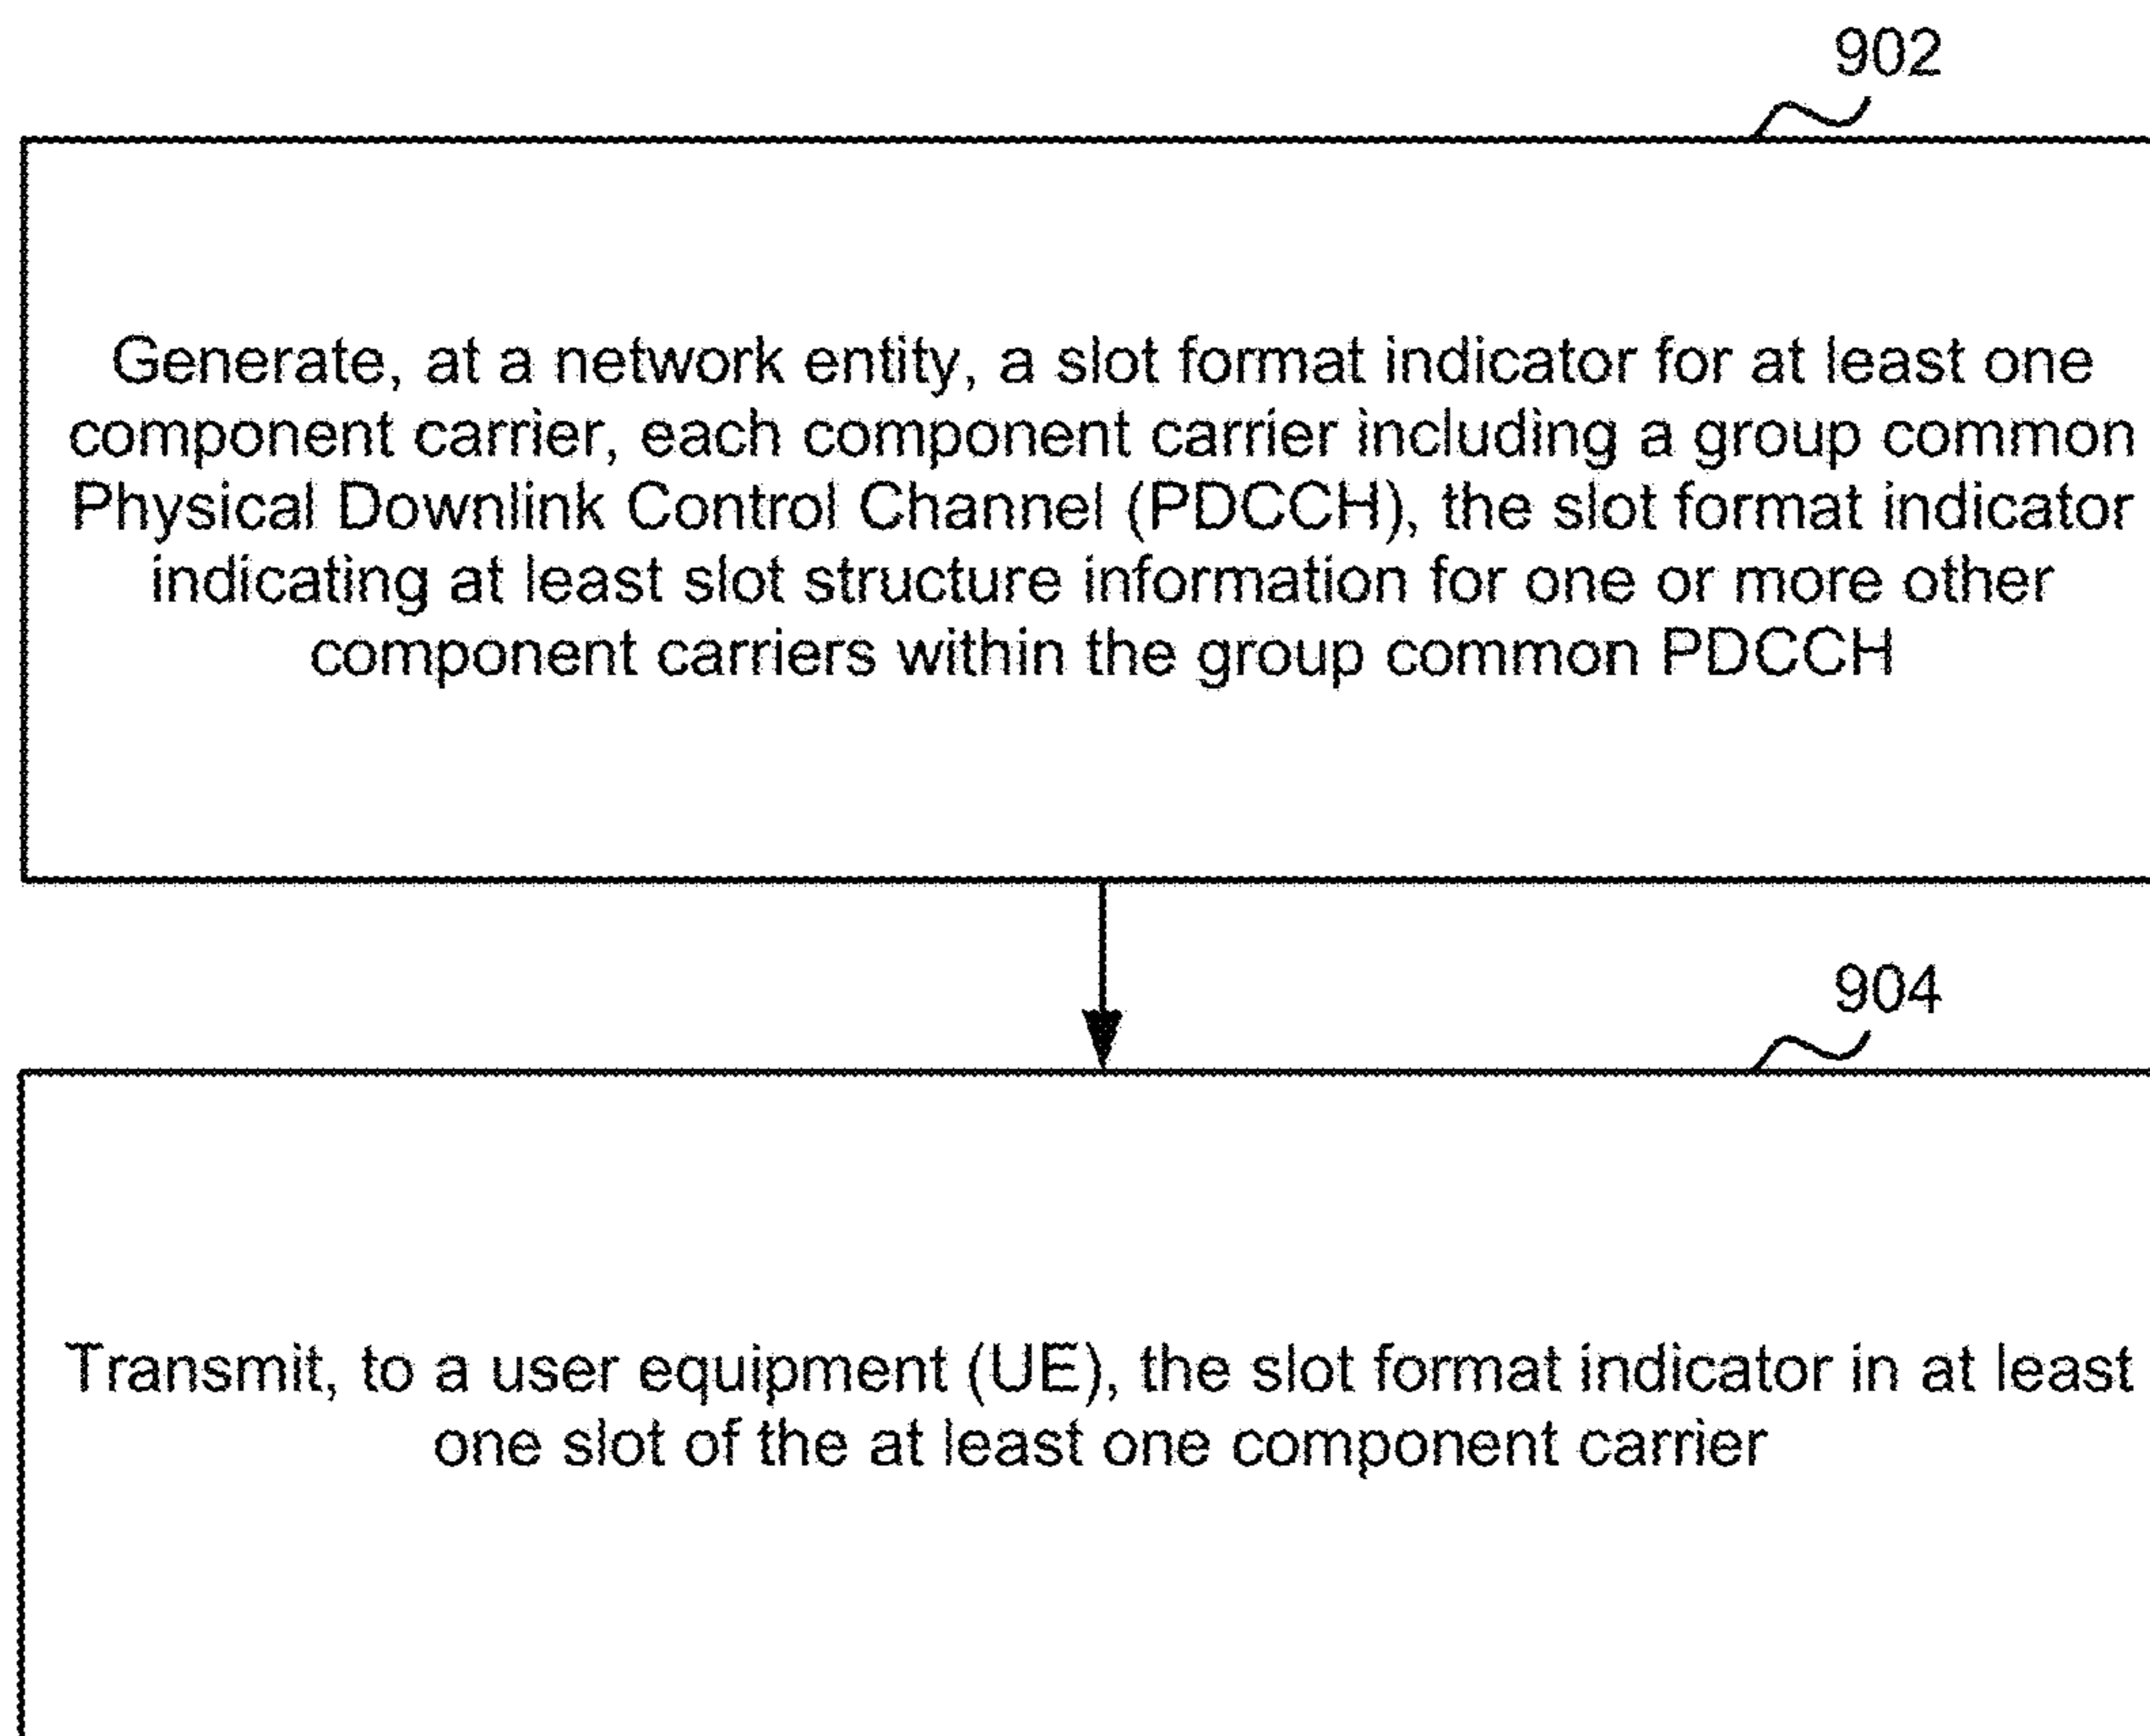 902
Generate, at a network entity, a slot format indicator for at least one
component carrier, each component carrier including a group common
Physical Downlink Control Channel (PDCCH), the slot format indicator
indicating at least slot structure information for one or more other
component carriers within the group common PDCCH
904
Transmit, to a user equipment (UE), the slot format indicator in at least
one slot of the at least one component carrier